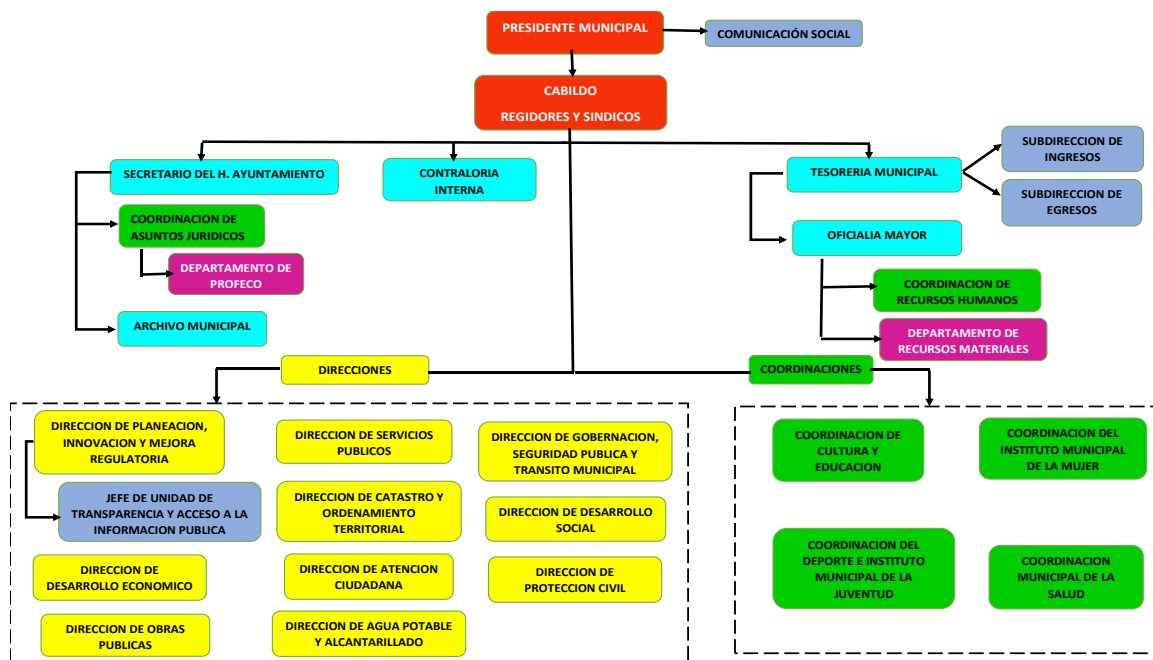 PRESIDENTE MUNICIPAL
COMUNICACIÓN SOCIAL
CABILDO
REGIDORES Y SINDICOS
SECRETARIO DEL H. AYUNTAMIENTO
CONTRALORIA
INTERNA
TESORERIA MUNICIPAL
SUBDIRECCION DE
INGRESOS
SUBDIRECCION DE
EGRESOS
COORDINACION DE
ASUNTOS JURIDICOS
DEPARTAMENTO DE
PROFECO
ARCHIVO MUNICIPAL
OFICIALIA MAYOR
COORDINACION DE
RECURSOS HUMANOS
DEPARTAMENTO DE
RECURSOS MATERIALES
DIRECCIONES
COORDINACIONES
DIRECCION DE PLANEACION,
INNOVACION Y MEJORA
REGULATORIA
JEFE DE UNIDAD DE
TRANSPARENCIA Y ACCESO A LA
INFORMACION PUBLICA
DIRECCION DE
DESARROLLO ECONOMICO
DIRECCION DE OBRAS
PUBLICAS
DIRECCION DE SERVICIOS
PUBLICOS
DIRECCION DE CATASTRO Y
ORDENAMIENTO
TERRITORIAL
DIRECCION DE ATENCION
CIUDADANA
DIRECCION DE AGUA POTABLE
Y ALCANTARILLADO
DIRECCION DE GOBERNACION,
SEGURIDAD PUBLICA Y
TRANSITO MUNICIPAL
DIRECCION DE DESARROLLO
SOCIAL
DIRECCION DE
PROTECCION CIVIL
COORDINACION DE
CULTURA Y
EDUCACION
COORDINACION DEL
INSTITUTO MUNICIPAL
DE LA MUJER
COORDINACION DEL
DEPORTE E INSTITUTO
MUNICIPAL DE LA
JUVENTUD
COORDINACION
MUNICIPAL DE LA
SALUD